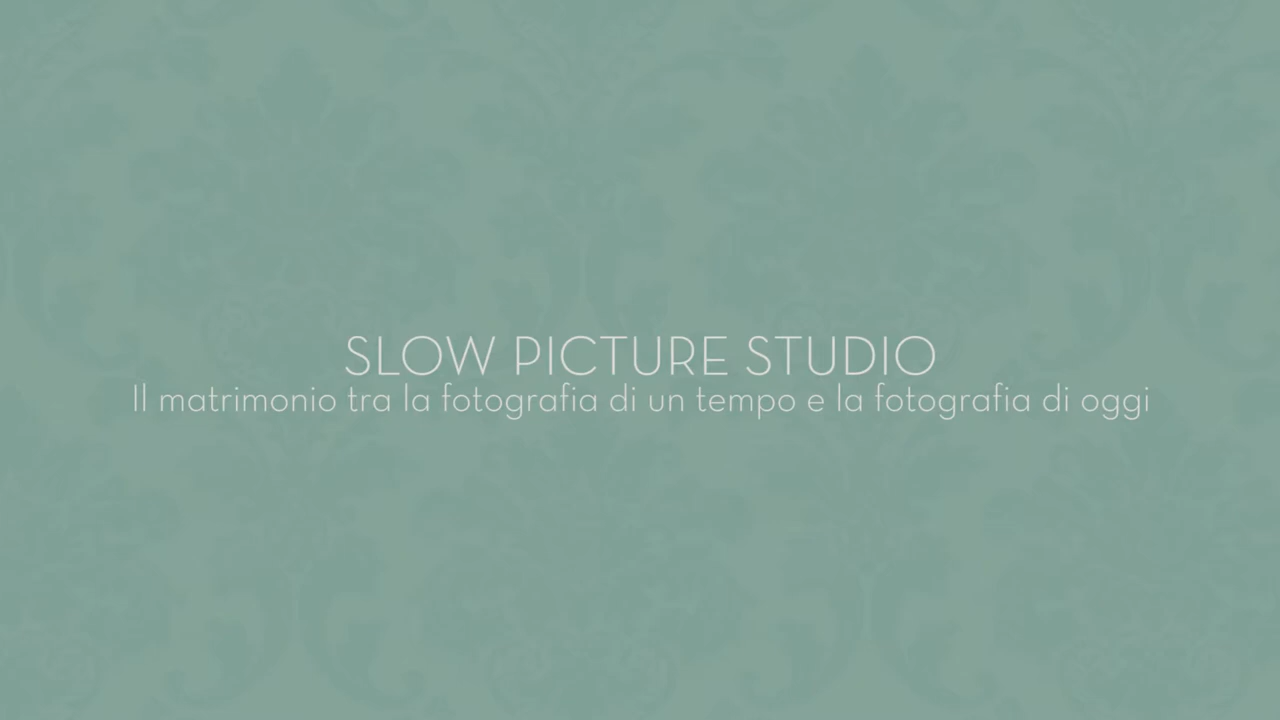 SLOW PICTURE STUDIO
Il matrimonio tra la fotografia di un tempo e la fotografia di oggi